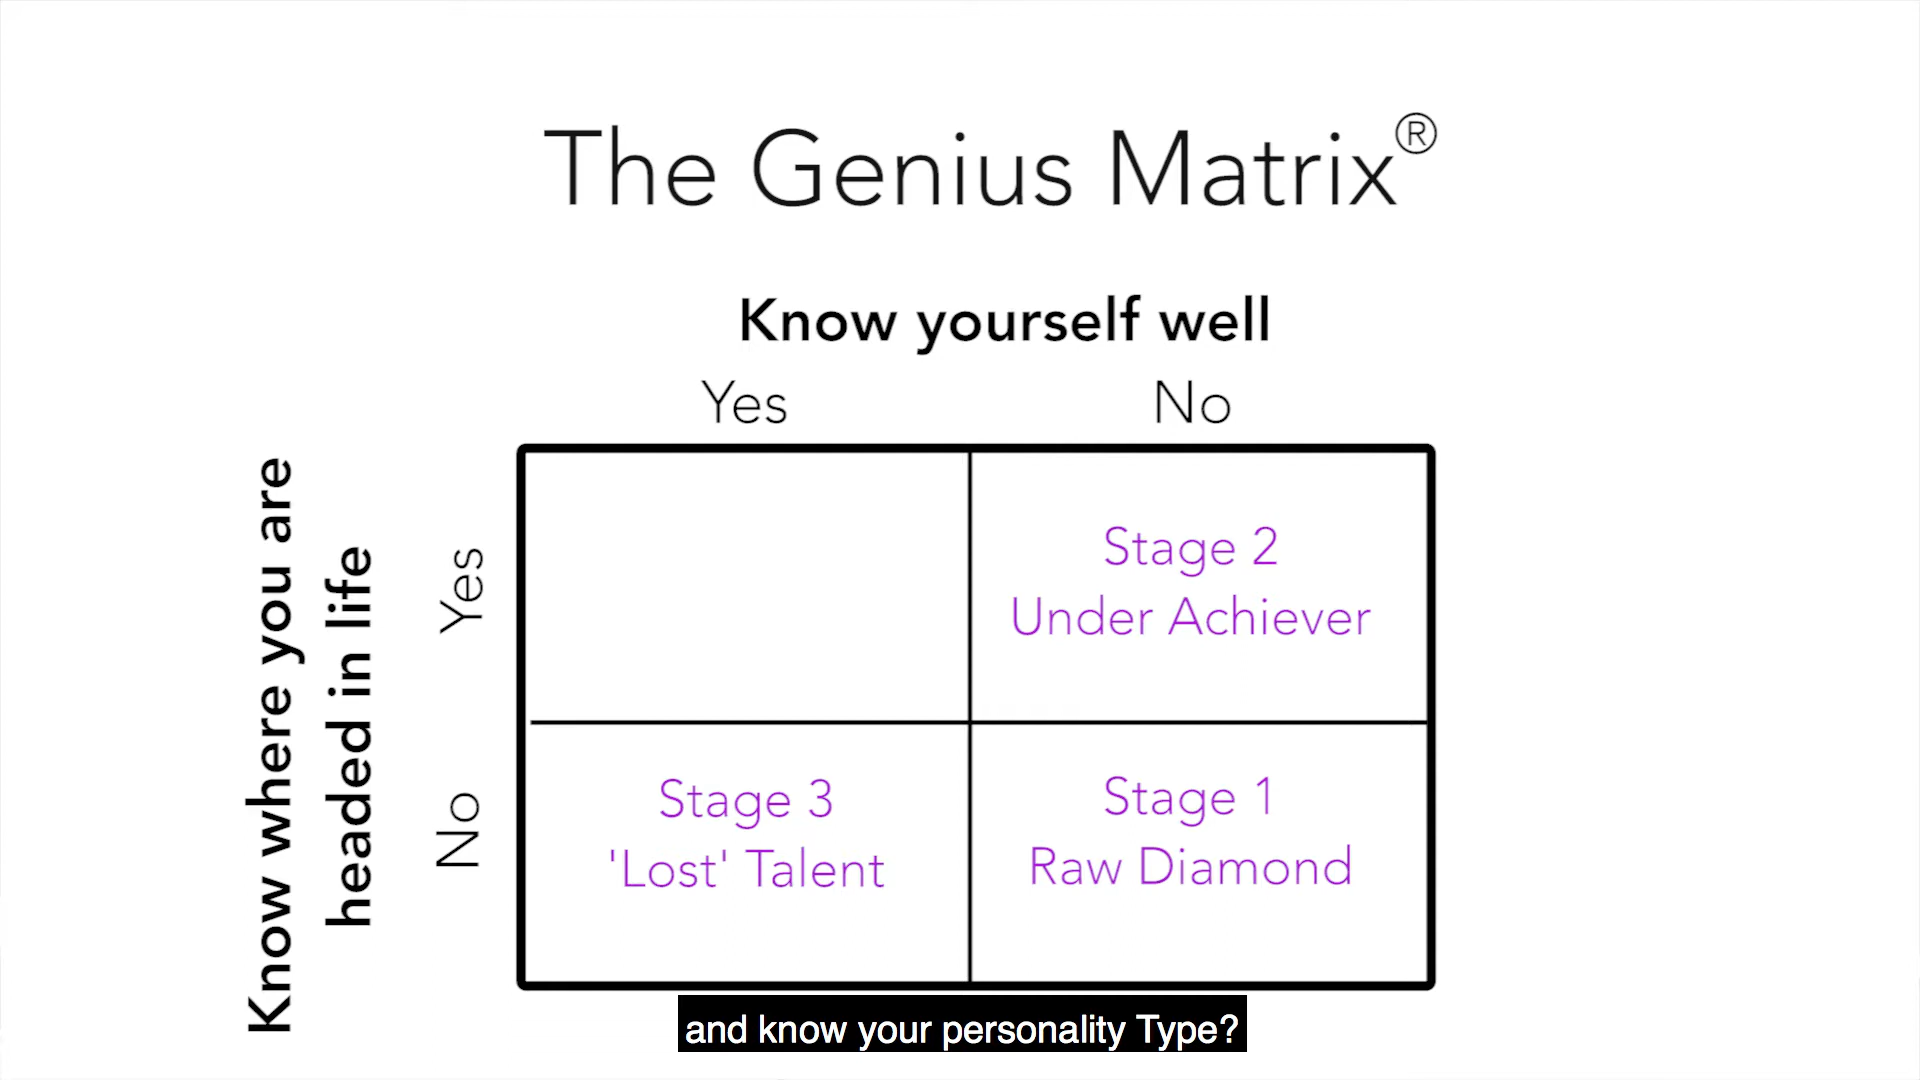 The Genius Matrix®
Know yourself well
Yes
No
Know where you are
headed in life
Yes
Stage 2
Under Achiever
No
Stage 3
'Lost' Talent
Stage 1
Raw Diamond
and know your personality Type?